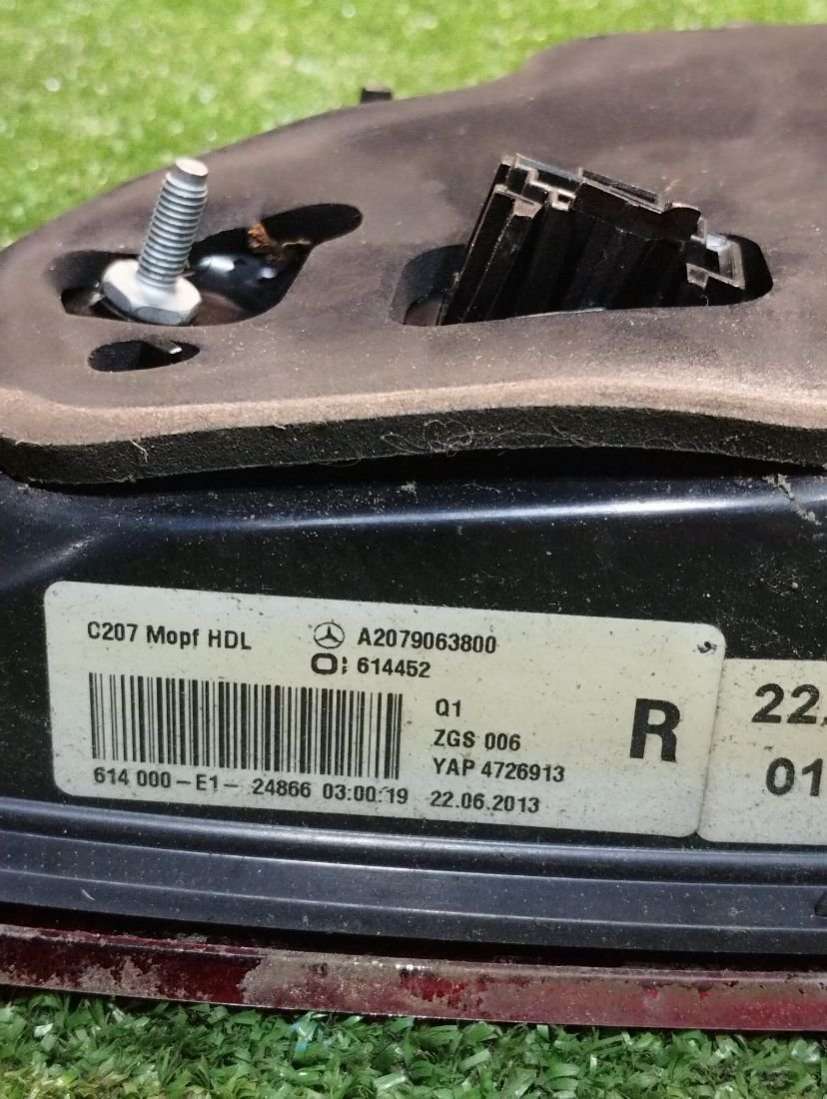 C207 Mopf HDL
A2079063800
O: 614452
Q1
ZGS 006
YAP 4726913
R
614 000-E1- 24866 03:00:19 22.06.2013
22.
01